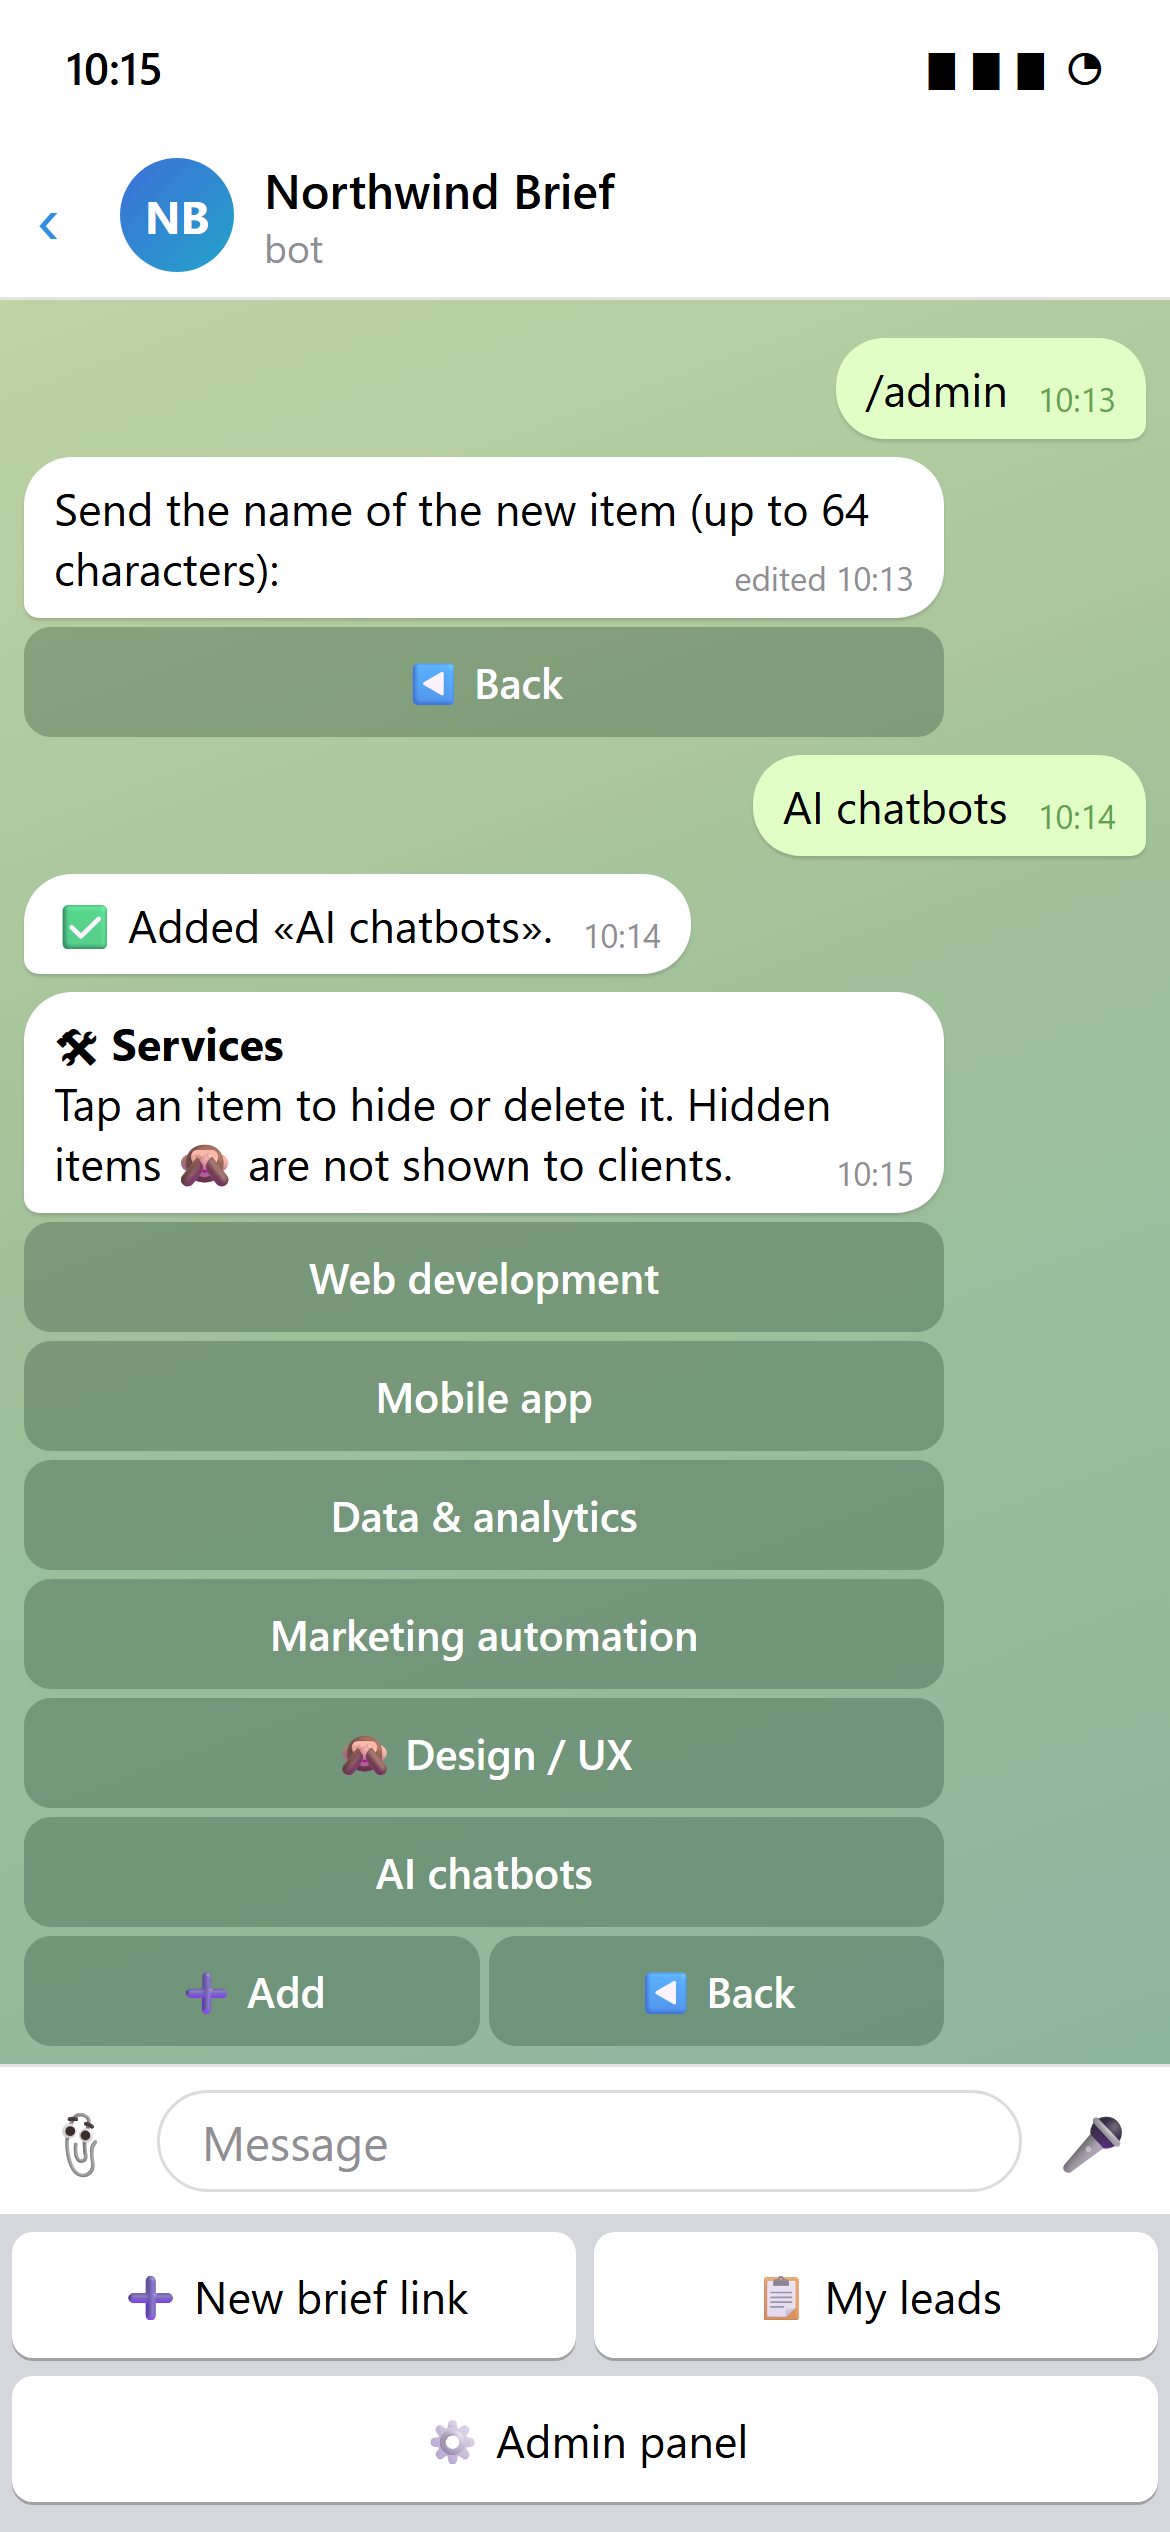 10:15
NB
Northwind Brief
bot
/admin 10:13
Send the name of the new item (up to 64
characters):
edited 10:13
◀️ Back
AI chatbots 10:14
✅ Added «AI chatbots». 10:14
🛠 Services
Tap an item to hide or delete it. Hidden
items 🙈 are not shown to clients. 10:15
Web development
Mobile app
Data & analytics
Marketing automation
🙈 Design / UX
AI chatbots
➕ Add
◀️ Back
Message
➕ New brief link
📋 My leads
⚙️ Admin panel